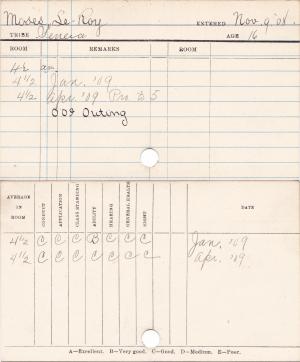 Moses Le Roy ENTERED Nov. 9 '08
TRIBE Seneca AGE 16
ROOM REMARKS ROOM
4½
4½ Jan. '09
4½ Apr. '09 Pro to 5
Outing
AVERAGE IN ROOM CONDUCT APPLICATION CLASS STANDING ABILITY HEARING GENERAL HEALTH SIGHT DATE
4½ C C C B C C C Jan. '09
4½ C C C C C C C Apr. '09
A—Excellent. B—Very good. C—Good. D—Medium. E—Poor.